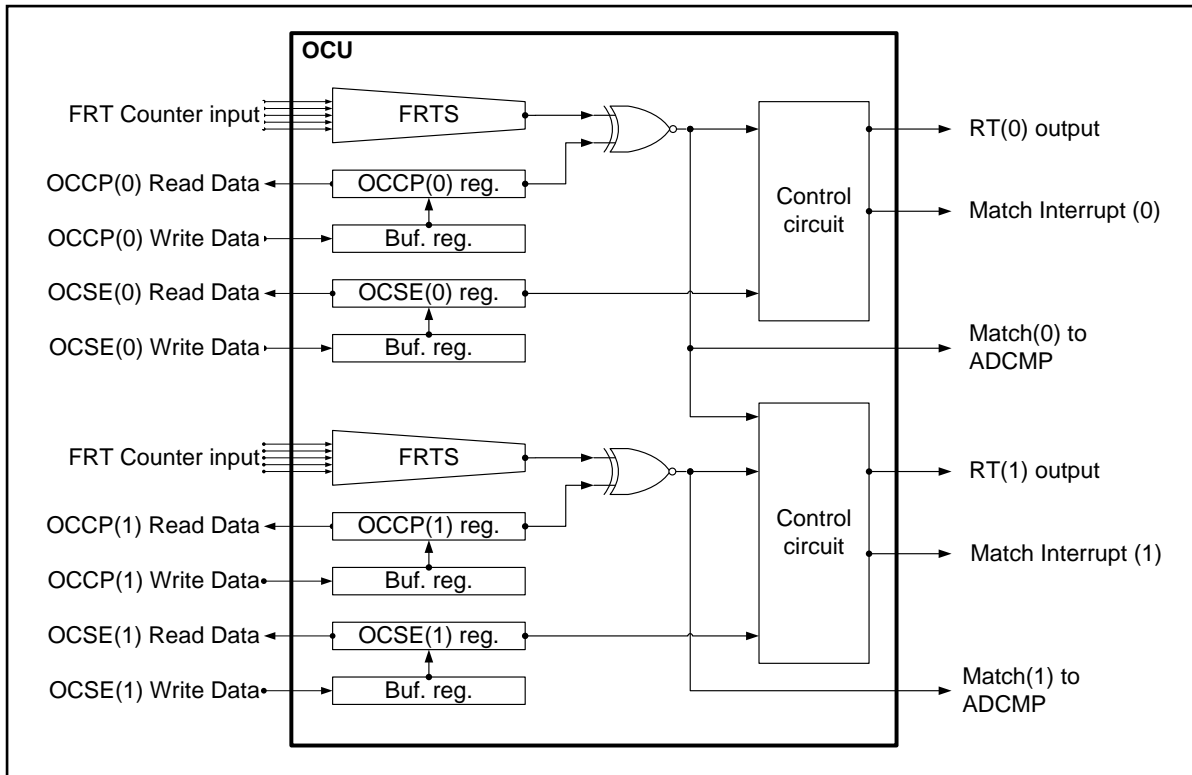 OCU
FRT Counter input
FRTS
OCCP(0) Read Data
OCCP(0) reg.
OCCP(0) Write Data
Buf. reg.
OCSE(0) Read Data
OCSE(0) reg.
OCSE(0) Write Data
Buf. reg.
Control
circuit
RT(0) output
Match Interrupt (0)
Match(0) to
ADCMP
FRT Counter input
FRTS
OCCP(1) Read Data
OCCP(1) reg.
OCCP(1) Write Data
Buf. reg.
OCSE(1) Read Data
OCSE(1) reg.
OCSE(1) Write Data
Buf. reg.
Control
circuit
RT(1) output
Match Interrupt (1)
Match(1) to
ADCMP